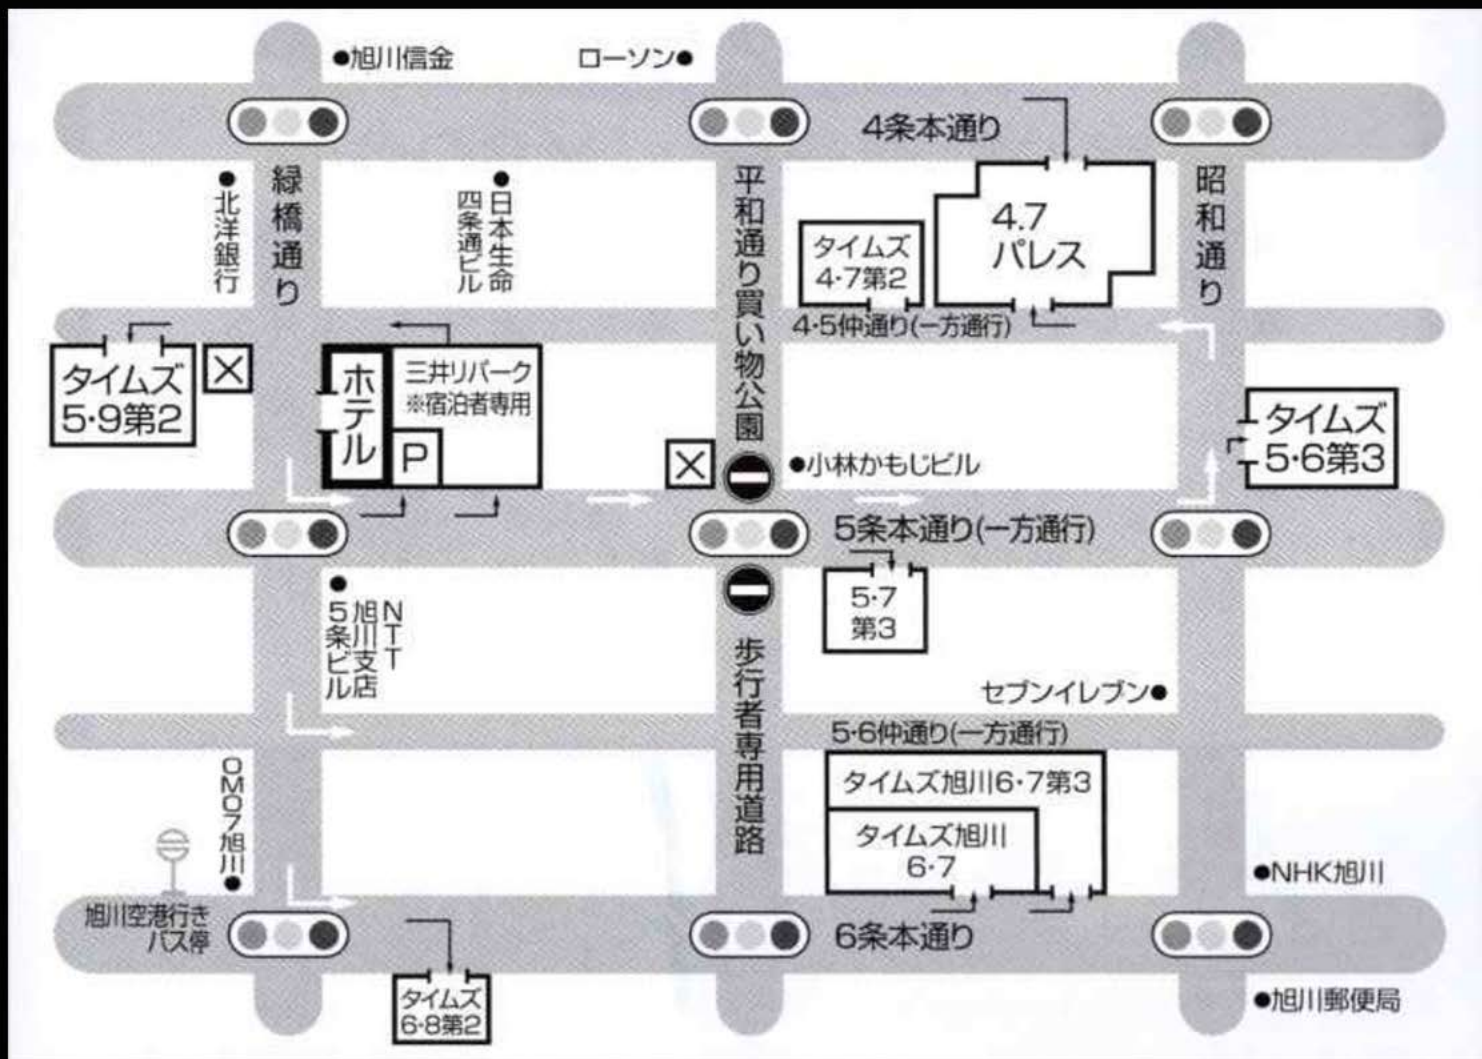 旭川信金
ローソン
4条本通り
緑橋通り
北洋銀行
日本生命
四条通ビル
平和通り買い物公園
昭和通り
4.7
パレス
タイムズ
4・7第2
4・5仲通り(一方通行)
タイムズ
5・9第2
ホテル
三井リパーク
※宿泊者専用
P
小林かもじビル
タイムズ
5・6第3
5条本通り(一方通行)
5・7
第3
NTT
旭川支店
5条ビル
歩行者専用道路
セブンイレブン
5・6仲通り(一方通行)
タイムズ旭川6・7第3
タイムズ旭川
6・7
OMO7旭川
旭川空港行き
バス停
NHK旭川
6条本通り
タイムズ
6・8第2
旭川郵便局